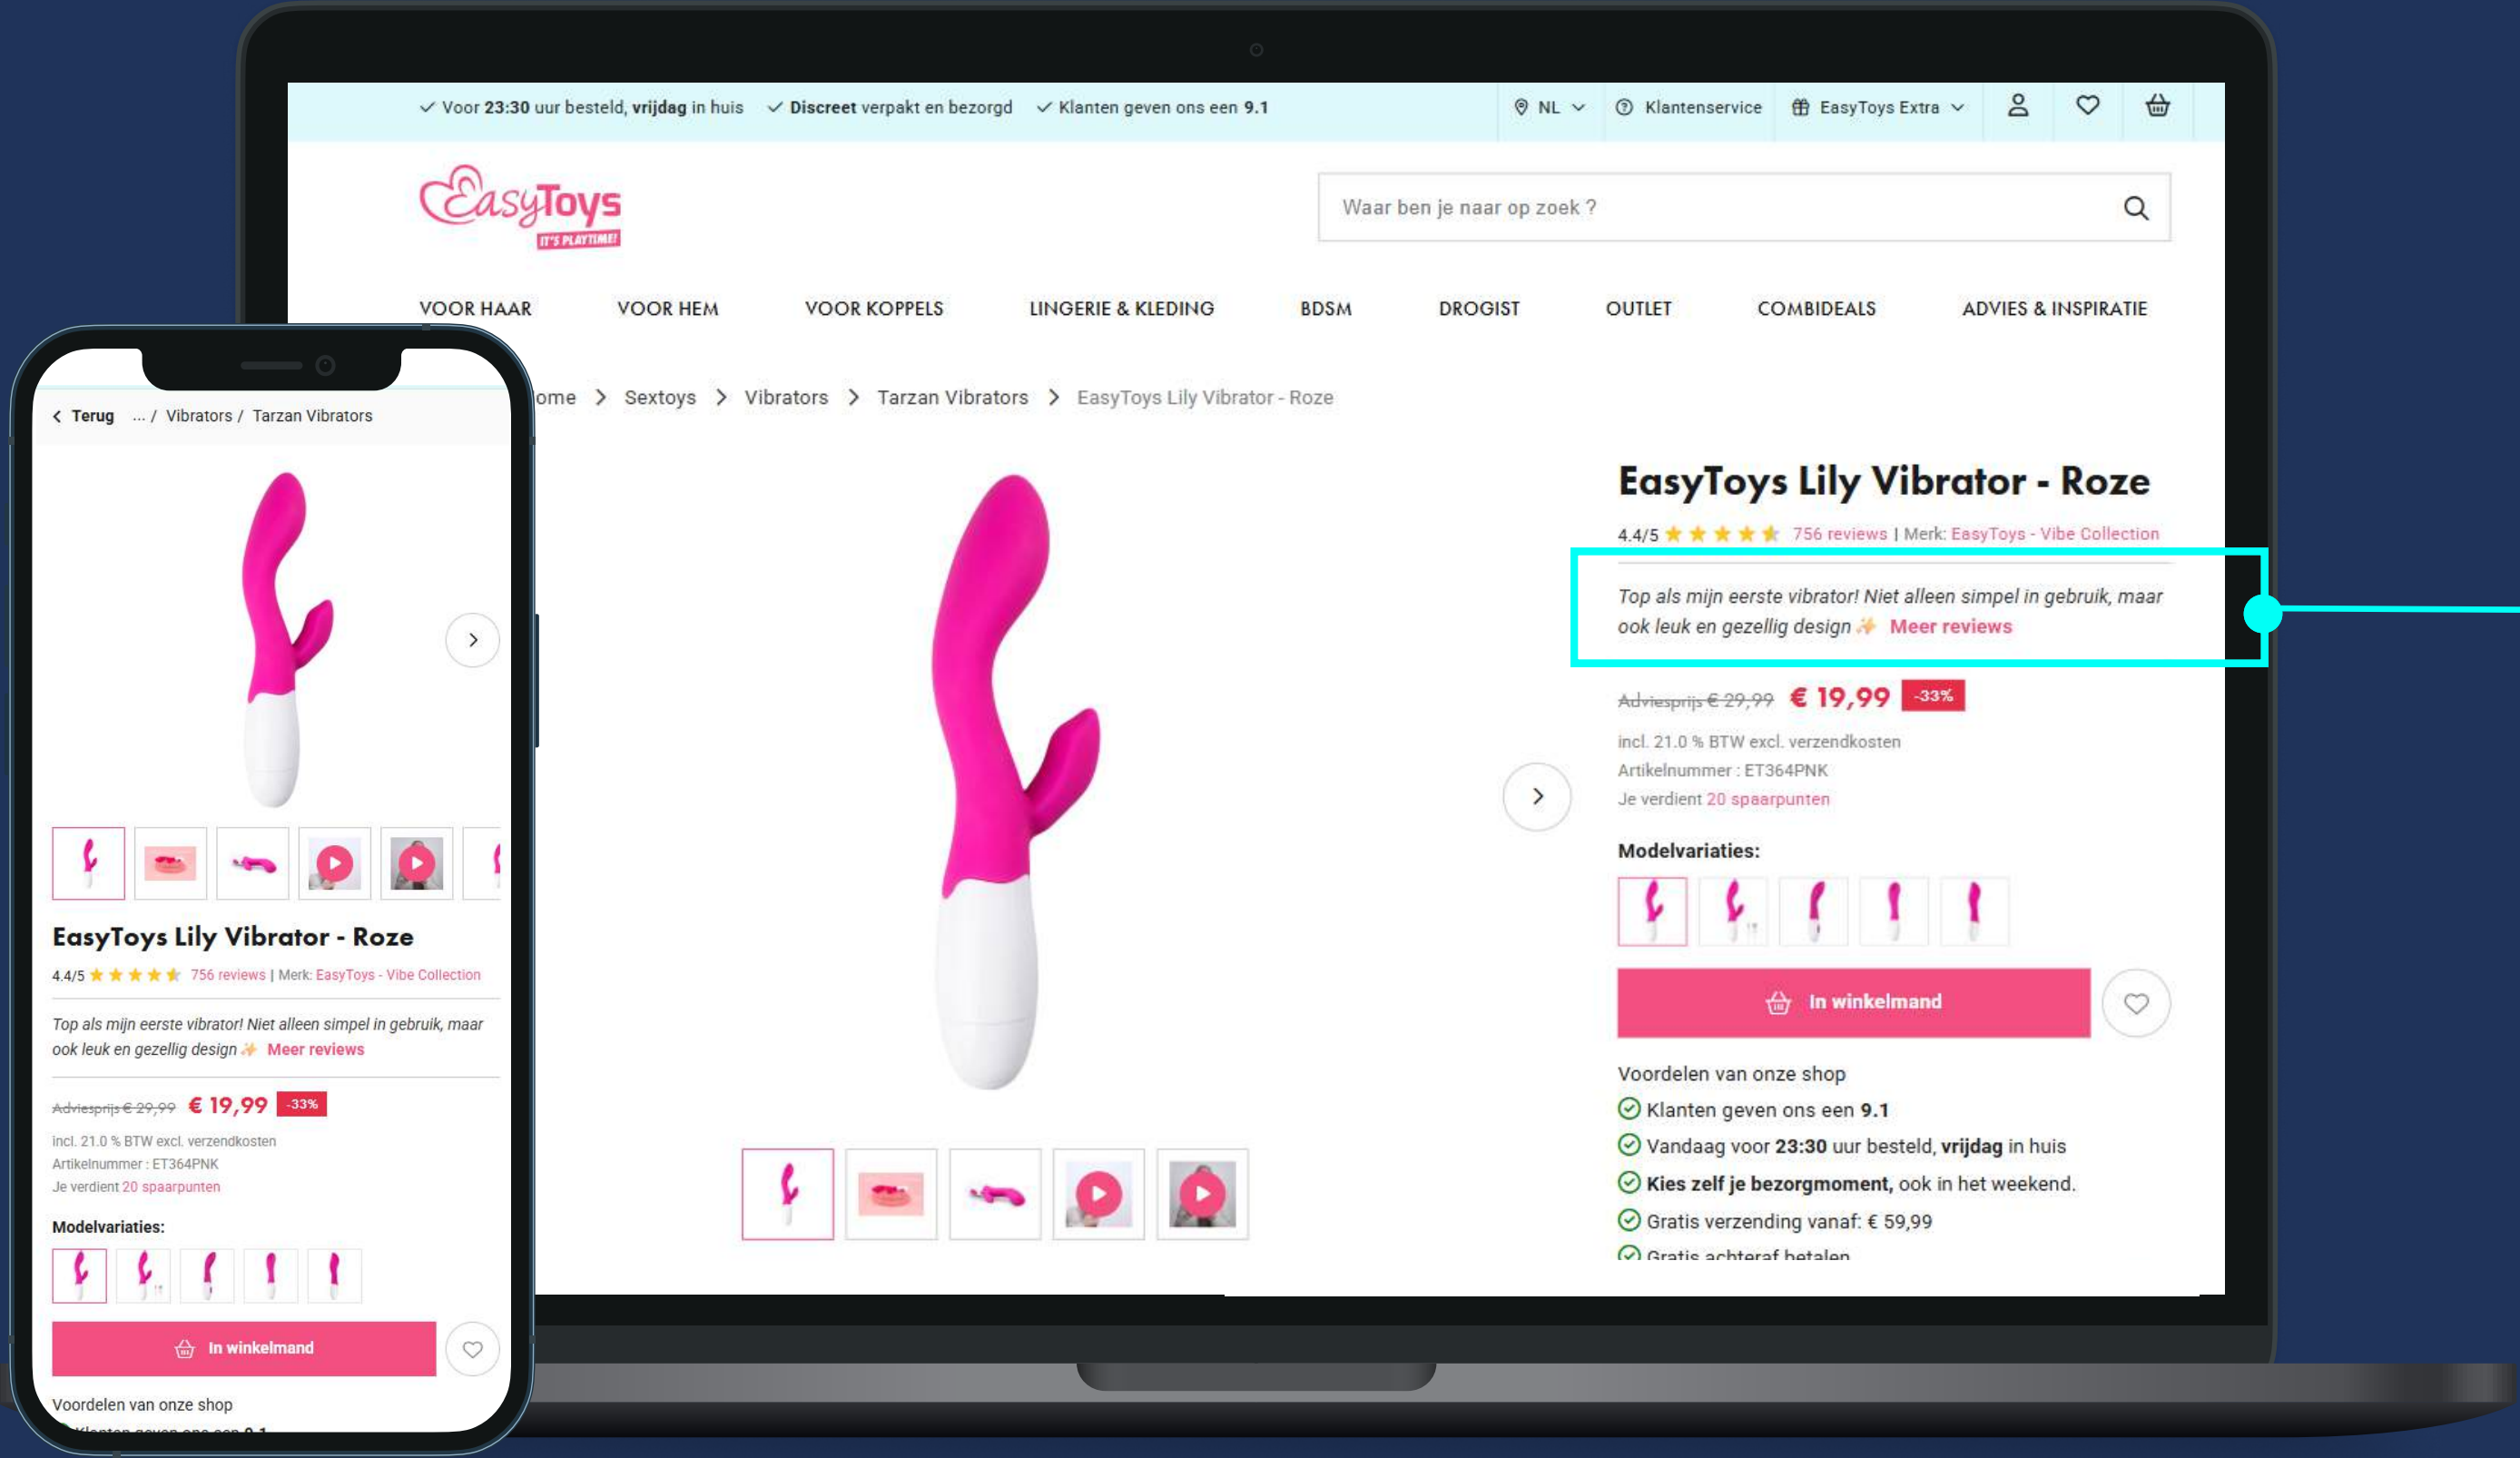 Voor 23:30 uur besteld, vrijdag in huis
Discreet verpakt en bezorgd
Klanten geven ons een 9.1
NL
Klantenservice
EasyToys Extra
EasyToys
IT'S PLAYTIME!
Waar ben je naar op zoek ?
VOOR HAAR
VOOR HEM
VOOR KOPPELS
LINGERIE & KLEDING
BDSM
DROGIST
OUTLET
COMBIDEALS
ADVIES & INSPIRATIE
ome > Sextoys > Vibrators > Tarzan Vibrators > EasyToys Lily Vibrator - Roze
EasyToys Lily Vibrator - Roze
4.4/5 756 reviews | Merk: EasyToys - Vibe Collection
Top als mijn eerste vibrator! Niet alleen simpel in gebruik, maar
ook leuk en gezellig design ✨ Meer reviews
Adviesprijs € 29,99 € 19,99 -33%
incl. 21.0 % BTW excl. verzendkosten
Artikelnummer : ET364PNK
Je verdient 20 spaarpunten
Modelvariaties:
In winkelmand
Voordelen van onze shop
Klanten geven ons een 9.1
Vandaag voor 23:30 uur besteld, vrijdag in huis
Kies zelf je bezorgmoment, ook in het weekend.
Gratis verzending vanaf: € 59,99
Gratis achteraf betalen
< Terug ... / Vibrators / Tarzan Vibrators
EasyToys Lily Vibrator - Roze
4.4/5 756 reviews | Merk: EasyToys - Vibe Collection
Top als mijn eerste vibrator! Niet alleen simpel in gebruik, maar
ook leuk en gezellig design ✨ Meer reviews
Adviesprijs € 29,99 € 19,99 -33%
incl. 21.0 % BTW excl. verzendkosten
Artikelnummer : ET364PNK
Je verdient 20 spaarpunten
Modelvariaties:
In winkelmand
Voordelen van onze shop
Klanten geven ons een 9.1